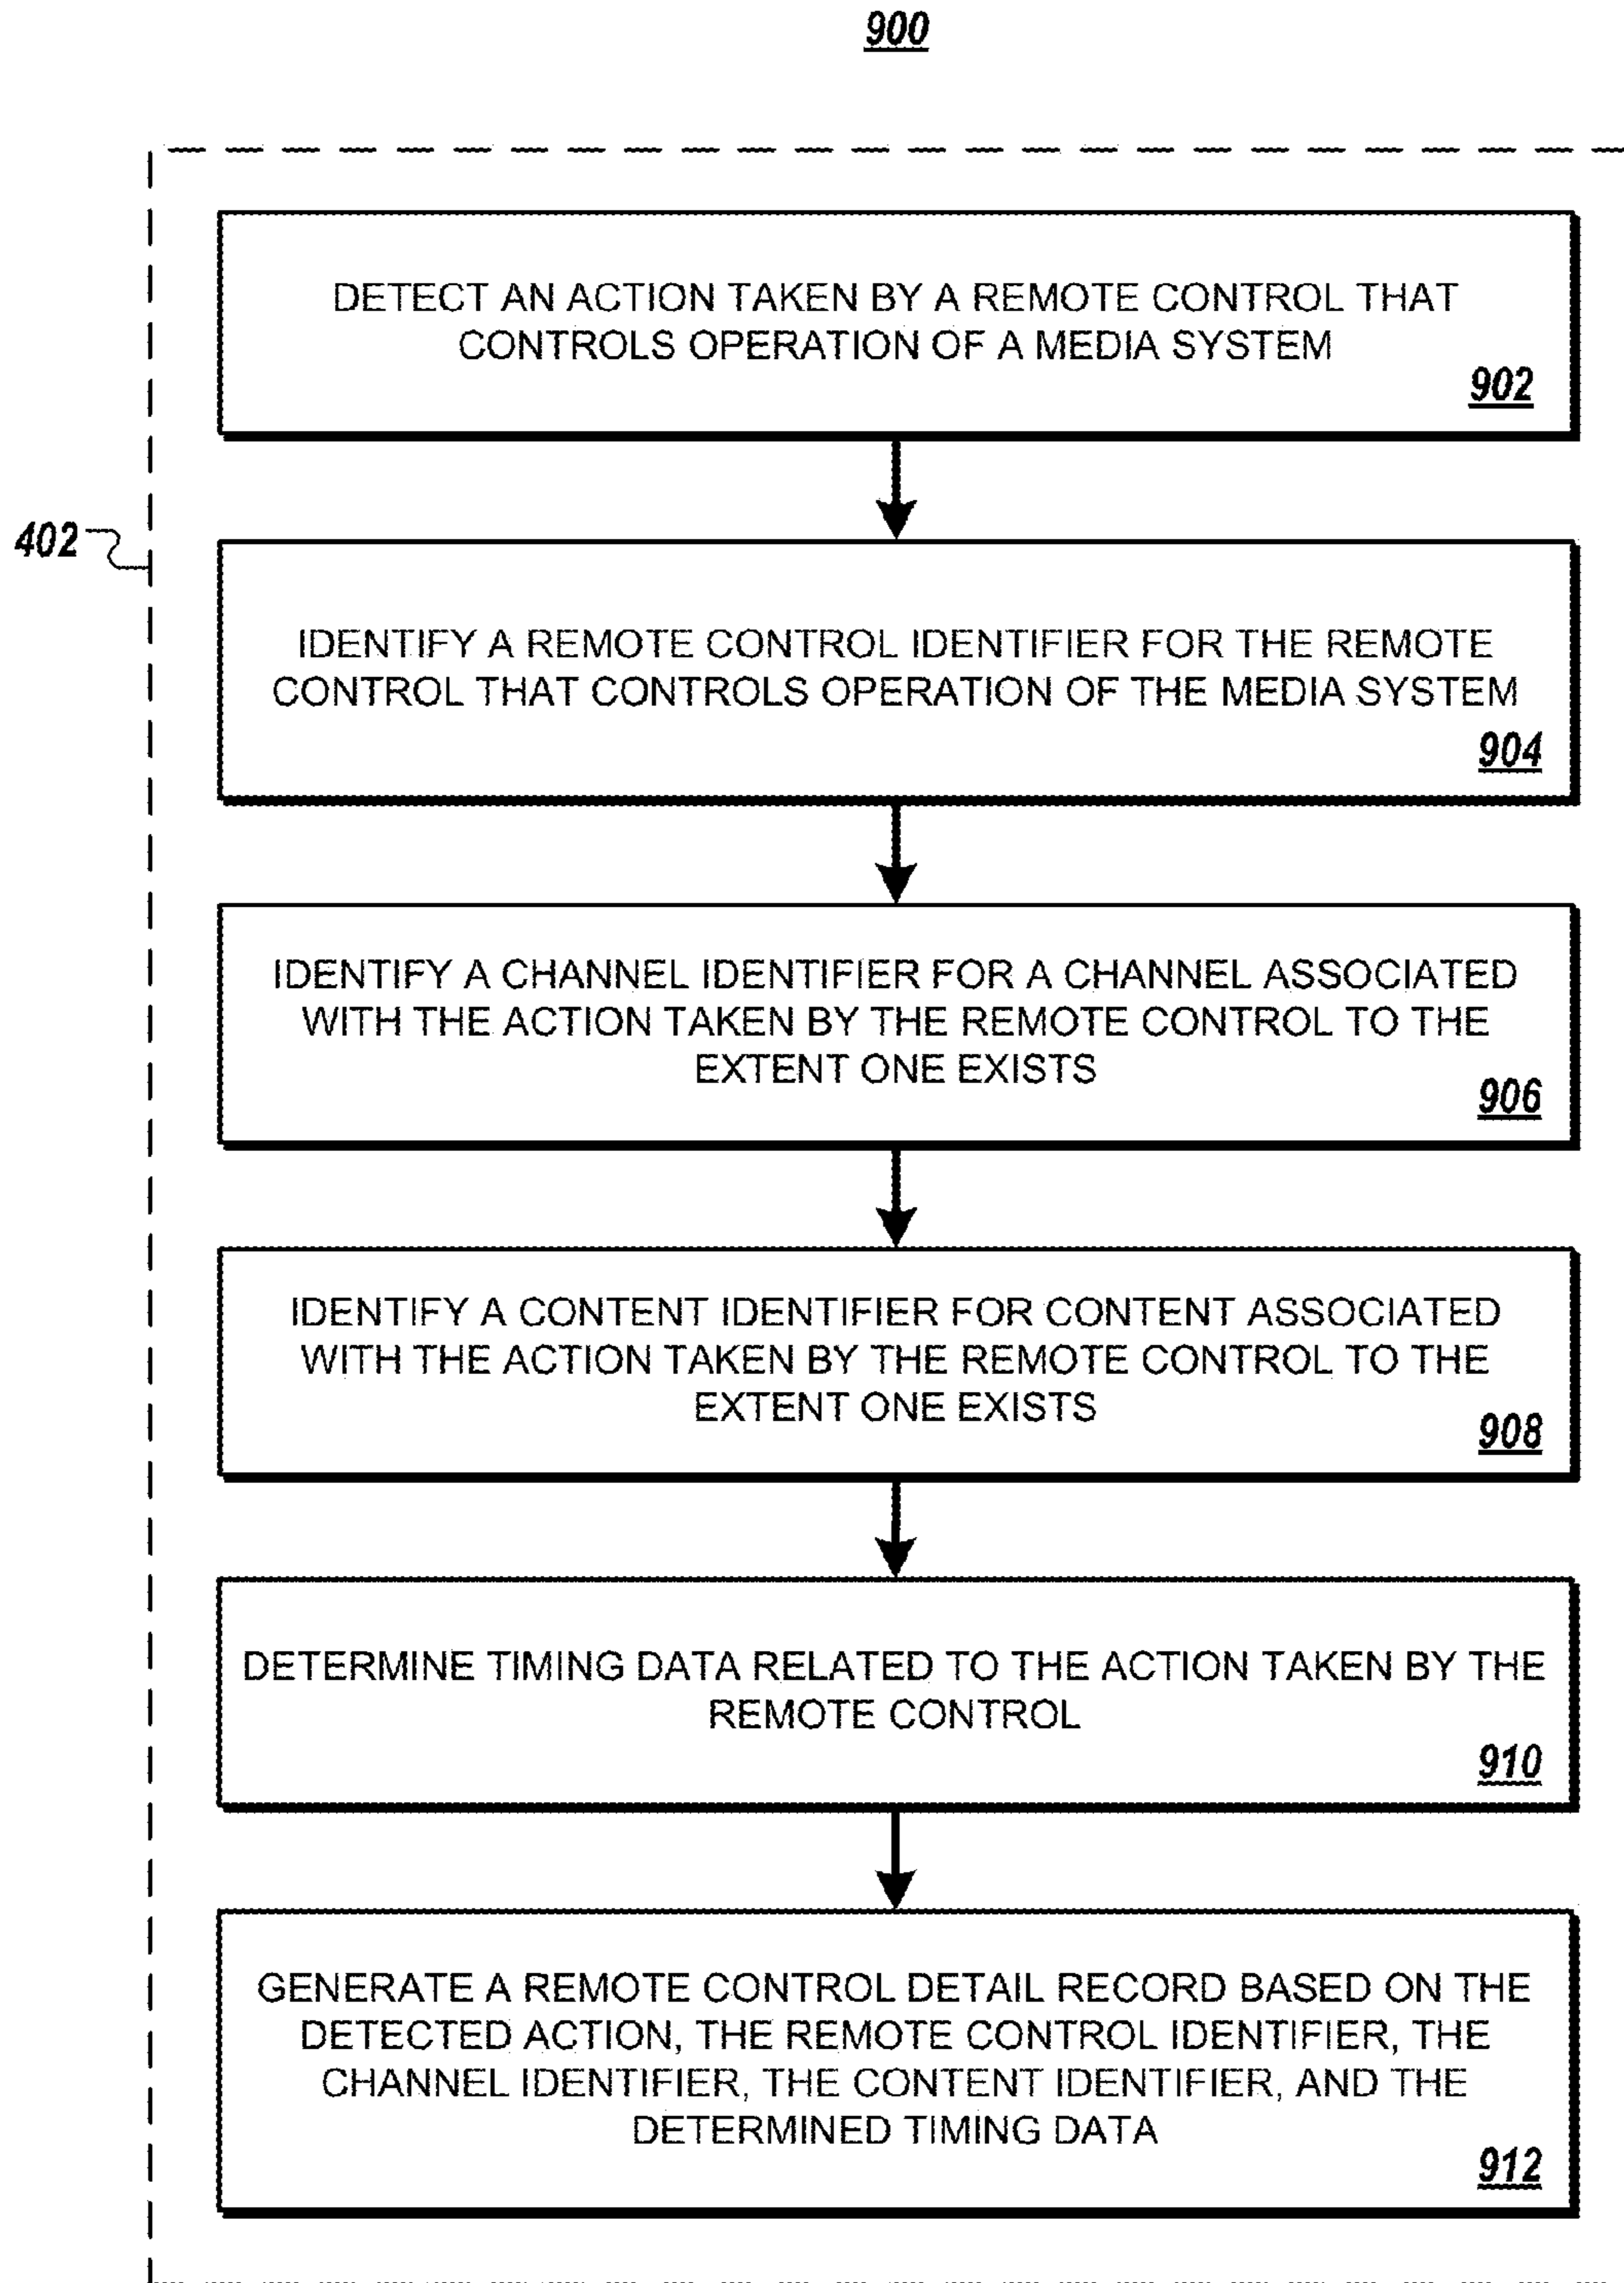 900
DETECT AN ACTION TAKEN BY A REMOTE CONTROL THAT
CONTROLS OPERATION OF A MEDIA SYSTEM
902
402
IDENTIFY A REMOTE CONTROL IDENTIFIER FOR THE REMOTE
CONTROL THAT CONTROLS OPERATION OF THE MEDIA SYSTEM
904
IDENTIFY A CHANNEL IDENTIFIER FOR A CHANNEL ASSOCIATED
WITH THE ACTION TAKEN BY THE REMOTE CONTROL TO THE
EXTENT ONE EXISTS
906
IDENTIFY A CONTENT IDENTIFIER FOR CONTENT ASSOCIATED
WITH THE ACTION TAKEN BY THE REMOTE CONTROL TO THE
EXTENT ONE EXISTS
908
DETERMINE TIMING DATA RELATED TO THE ACTION TAKEN BY THE
REMOTE CONTROL
910
GENERATE A REMOTE CONTROL DETAIL RECORD BASED ON THE
DETECTED ACTION, THE REMOTE CONTROL IDENTIFIER, THE
CHANNEL IDENTIFIER, THE CONTENT IDENTIFIER, AND THE
DETERMINED TIMING DATA
912